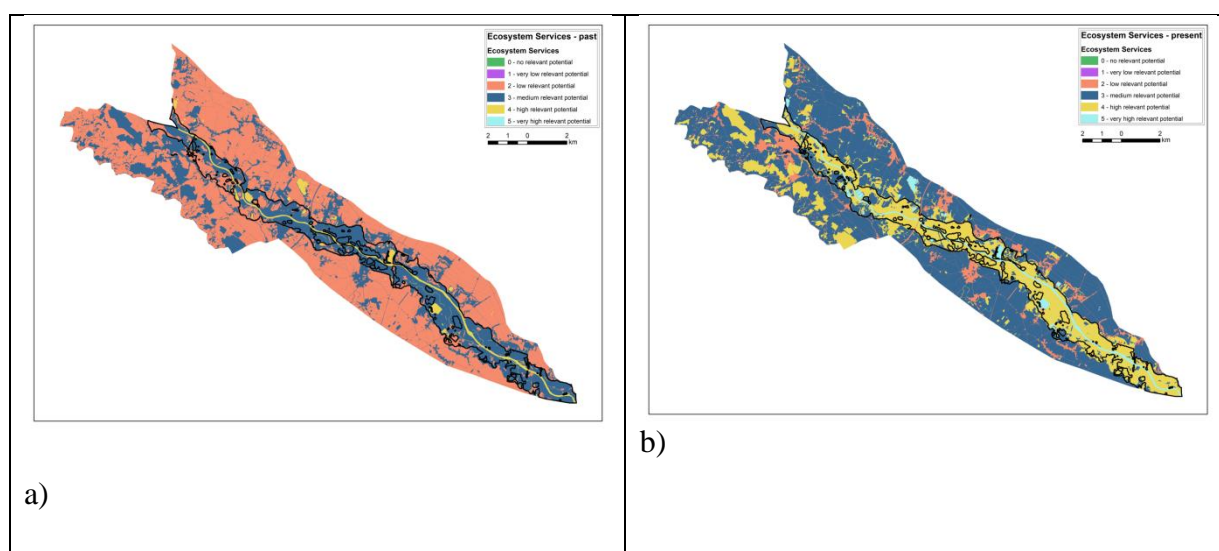 Ecosystem Services - past
Ecosystem Services
0 - no relevant potential
1 - very low relevant potential
2 - low relevant potential
3 - medium relevant potential
4 - high relevant potential
5 - very high relevant potential
2 1 0 2
km
a)
Ecosystem Services - present
Ecosystem Services
0 - no relevant potential
1 - very low relevant potential
2 - low relevant potential
3 - medium relevant potential
4 - high relevant potential
5 - very high relevant potential
2 1 0 2
km
b)